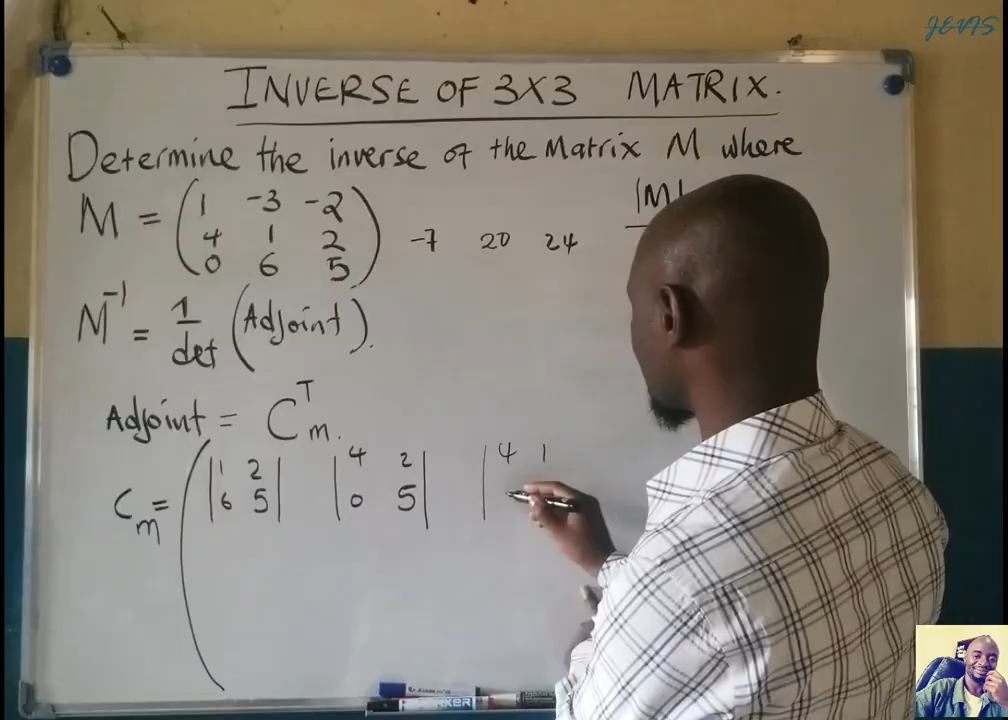 JEVIS
INVERSE OF 3X3 MATRIX.
Determine the inverse of the Matrix M where
M = (1 -3 -2
4 1 2
0 6 5) -7 20 24
|M|
M⁻¹ = 1/det (Adjoint).
Adjoint = Cₘᵀ.
Cₘ = ( |1 2| |4 2| |4 1
|6 5| |0 5| |